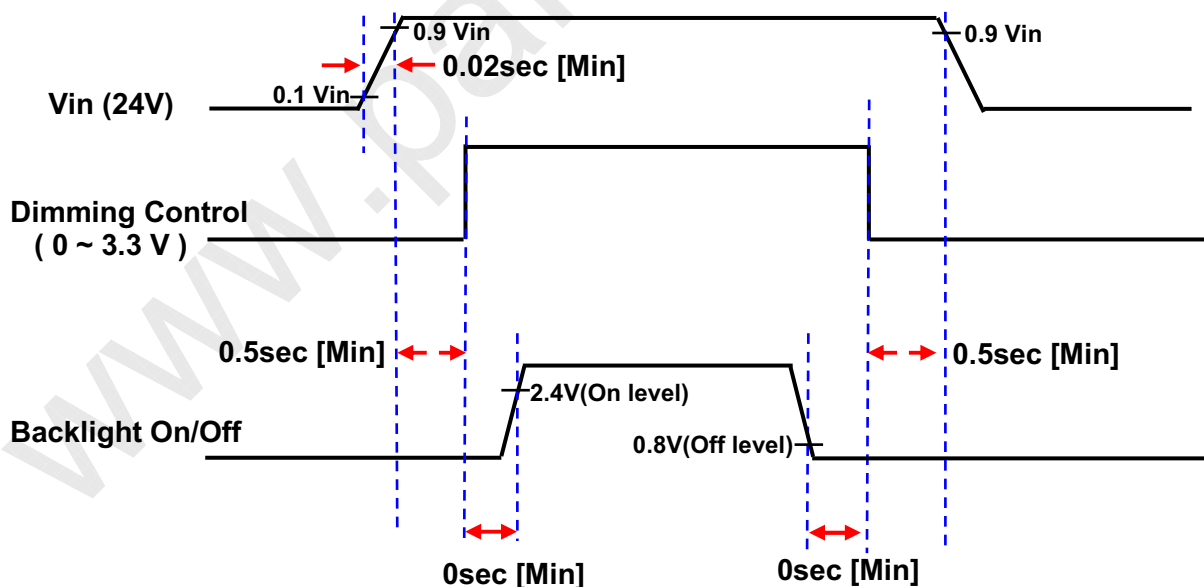 0.9 Vin
0.9 Vin
0.02sec [Min]
0.1 Vin
Vin (24V)
Dimming Control
( 0 ~ 3.3 V )
0.5sec [Min]
0.5sec [Min]
2.4V(On level)
Backlight On/Off
0.8V(Off level)
0sec [Min]
0sec [Min]
www.pa